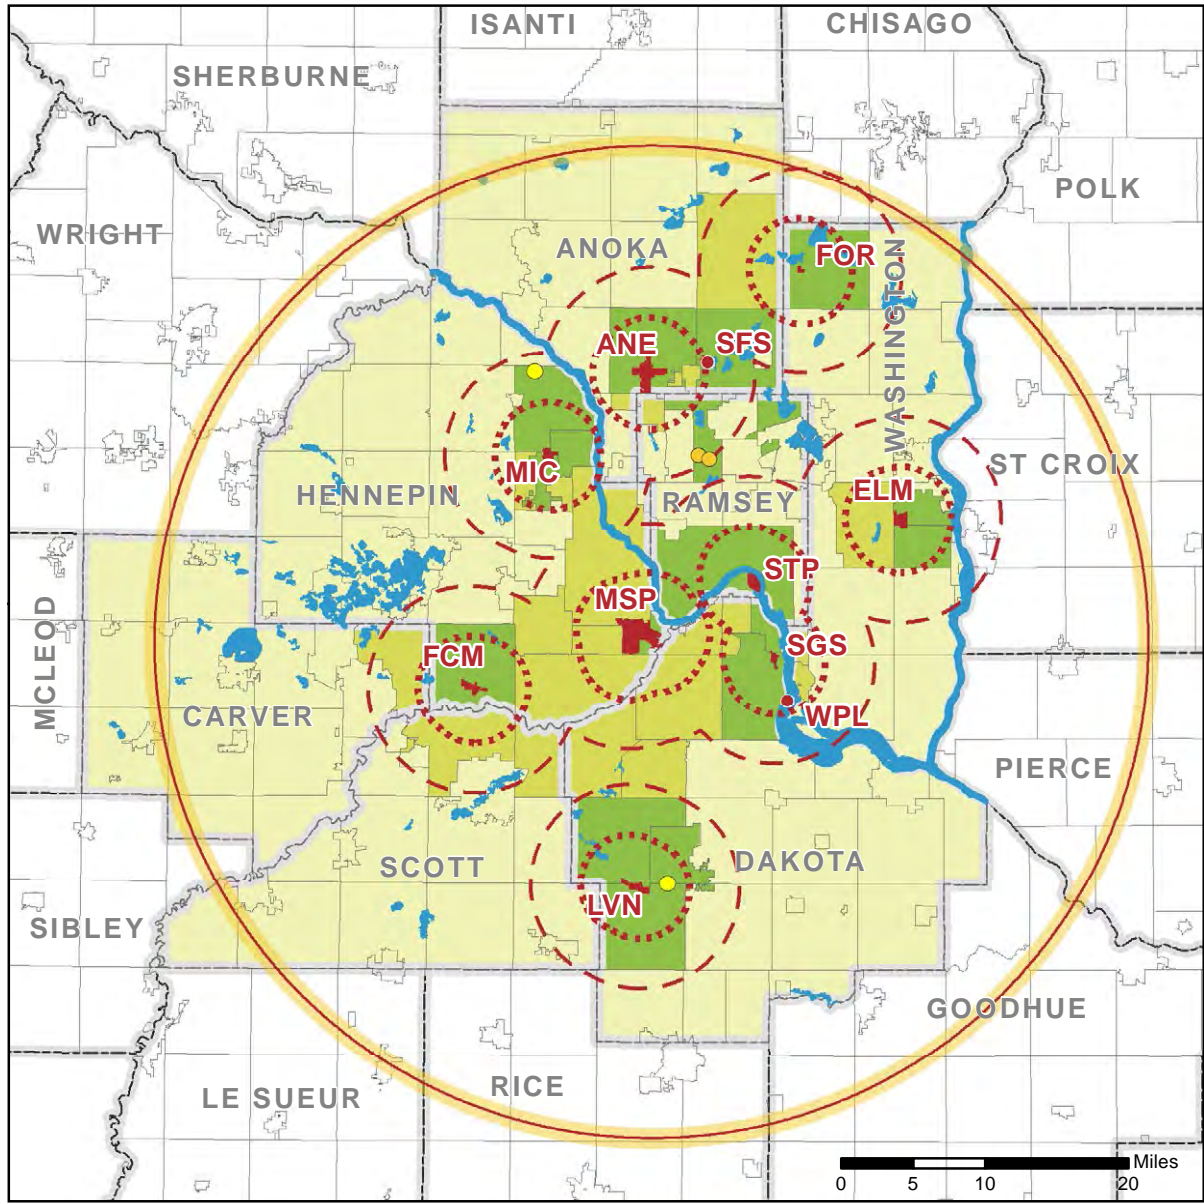 ISANTI
CHISAGO
SHERBURNE
POLK
WRIGHT
ANOKA
FOR
WASHINGTON
ANE
SFS
MIC
HENNEPIN
RAMSEY
ELM
ST CROIX
STP
MSP
MCLEOD
FCM
SGS
CARVER
WPL
PIERCE
SCOTT
DAKOTA
LVN
SIBLEY
GOODHUE
RICE
LE SUEUR
Miles
0 5 10 20